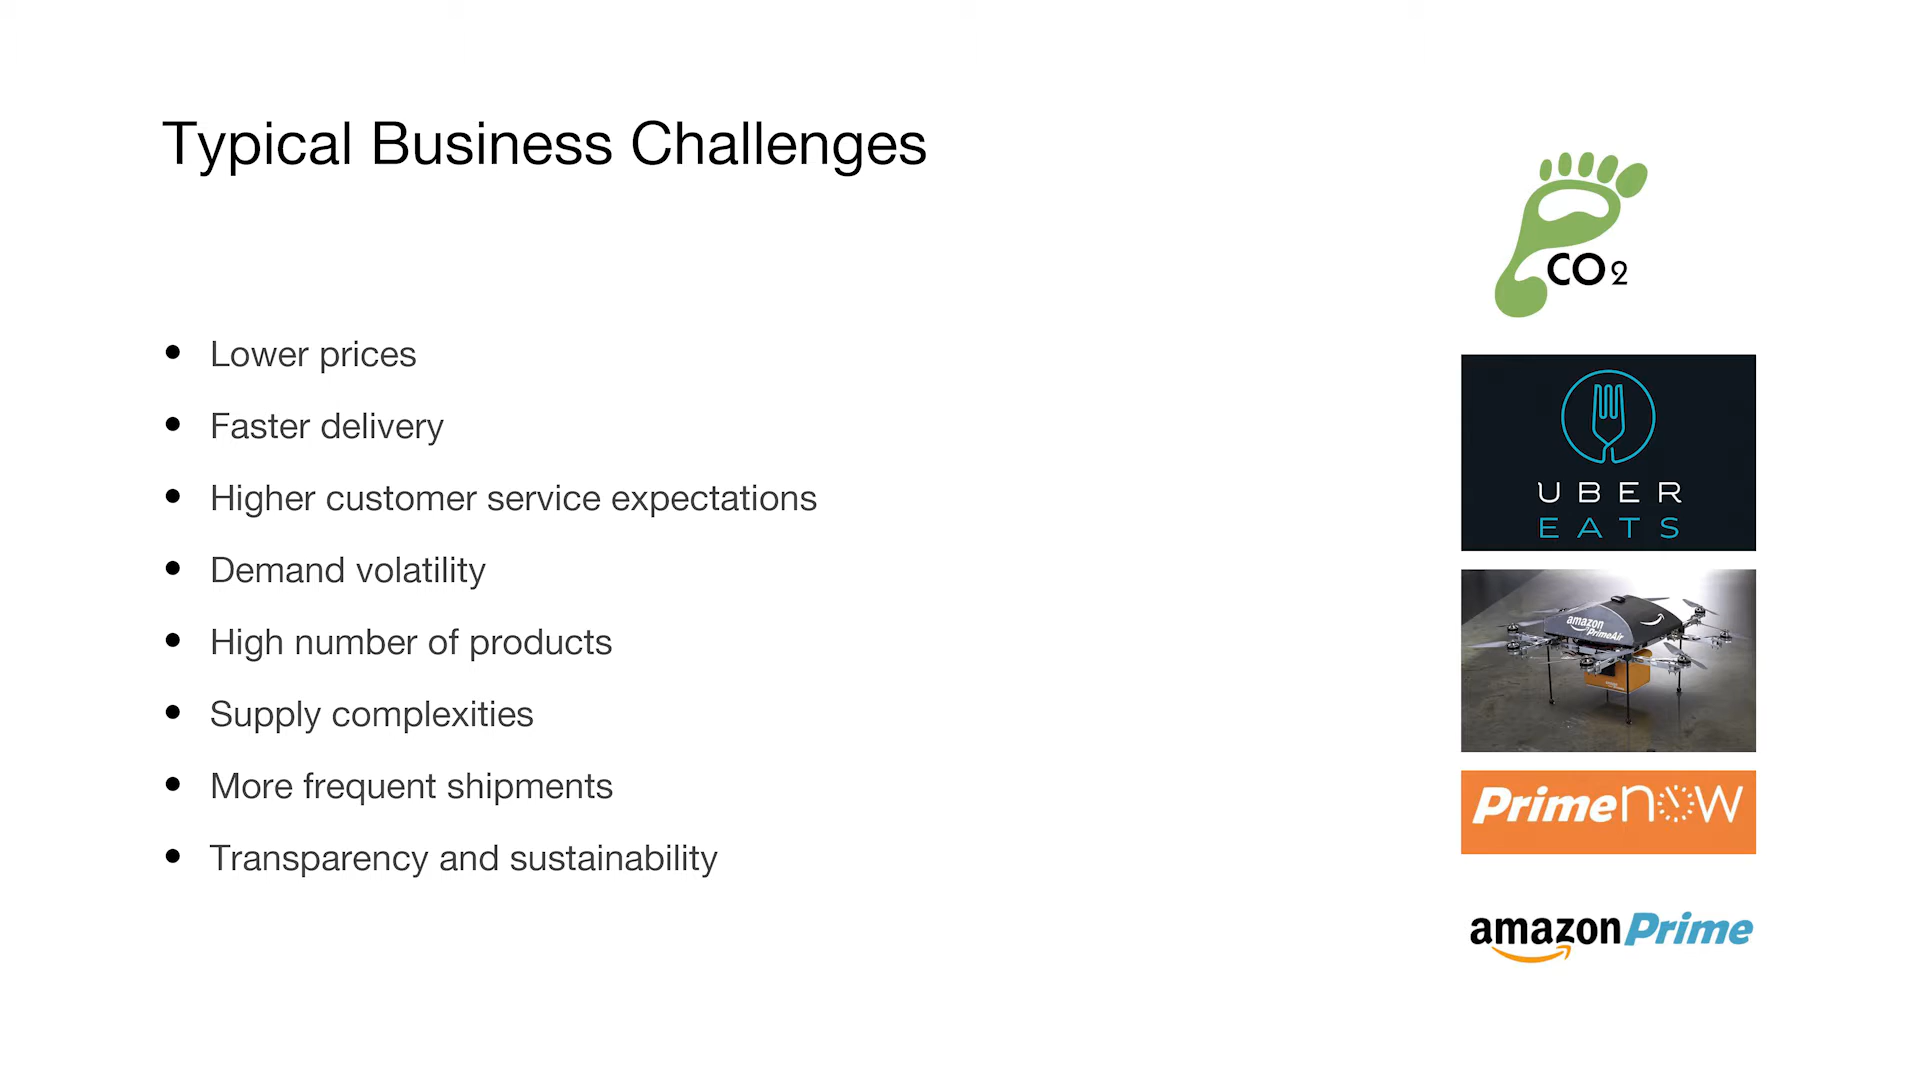 Typical Business Challenges
• Lower prices
• Faster delivery
• Higher customer service expectations
• Demand volatility
• High number of products
• Supply complexities
• More frequent shipments
• Transparency and sustainability
CO2
UBER
EATS
amazon
PrimeAir
Primenow
amazonPrime